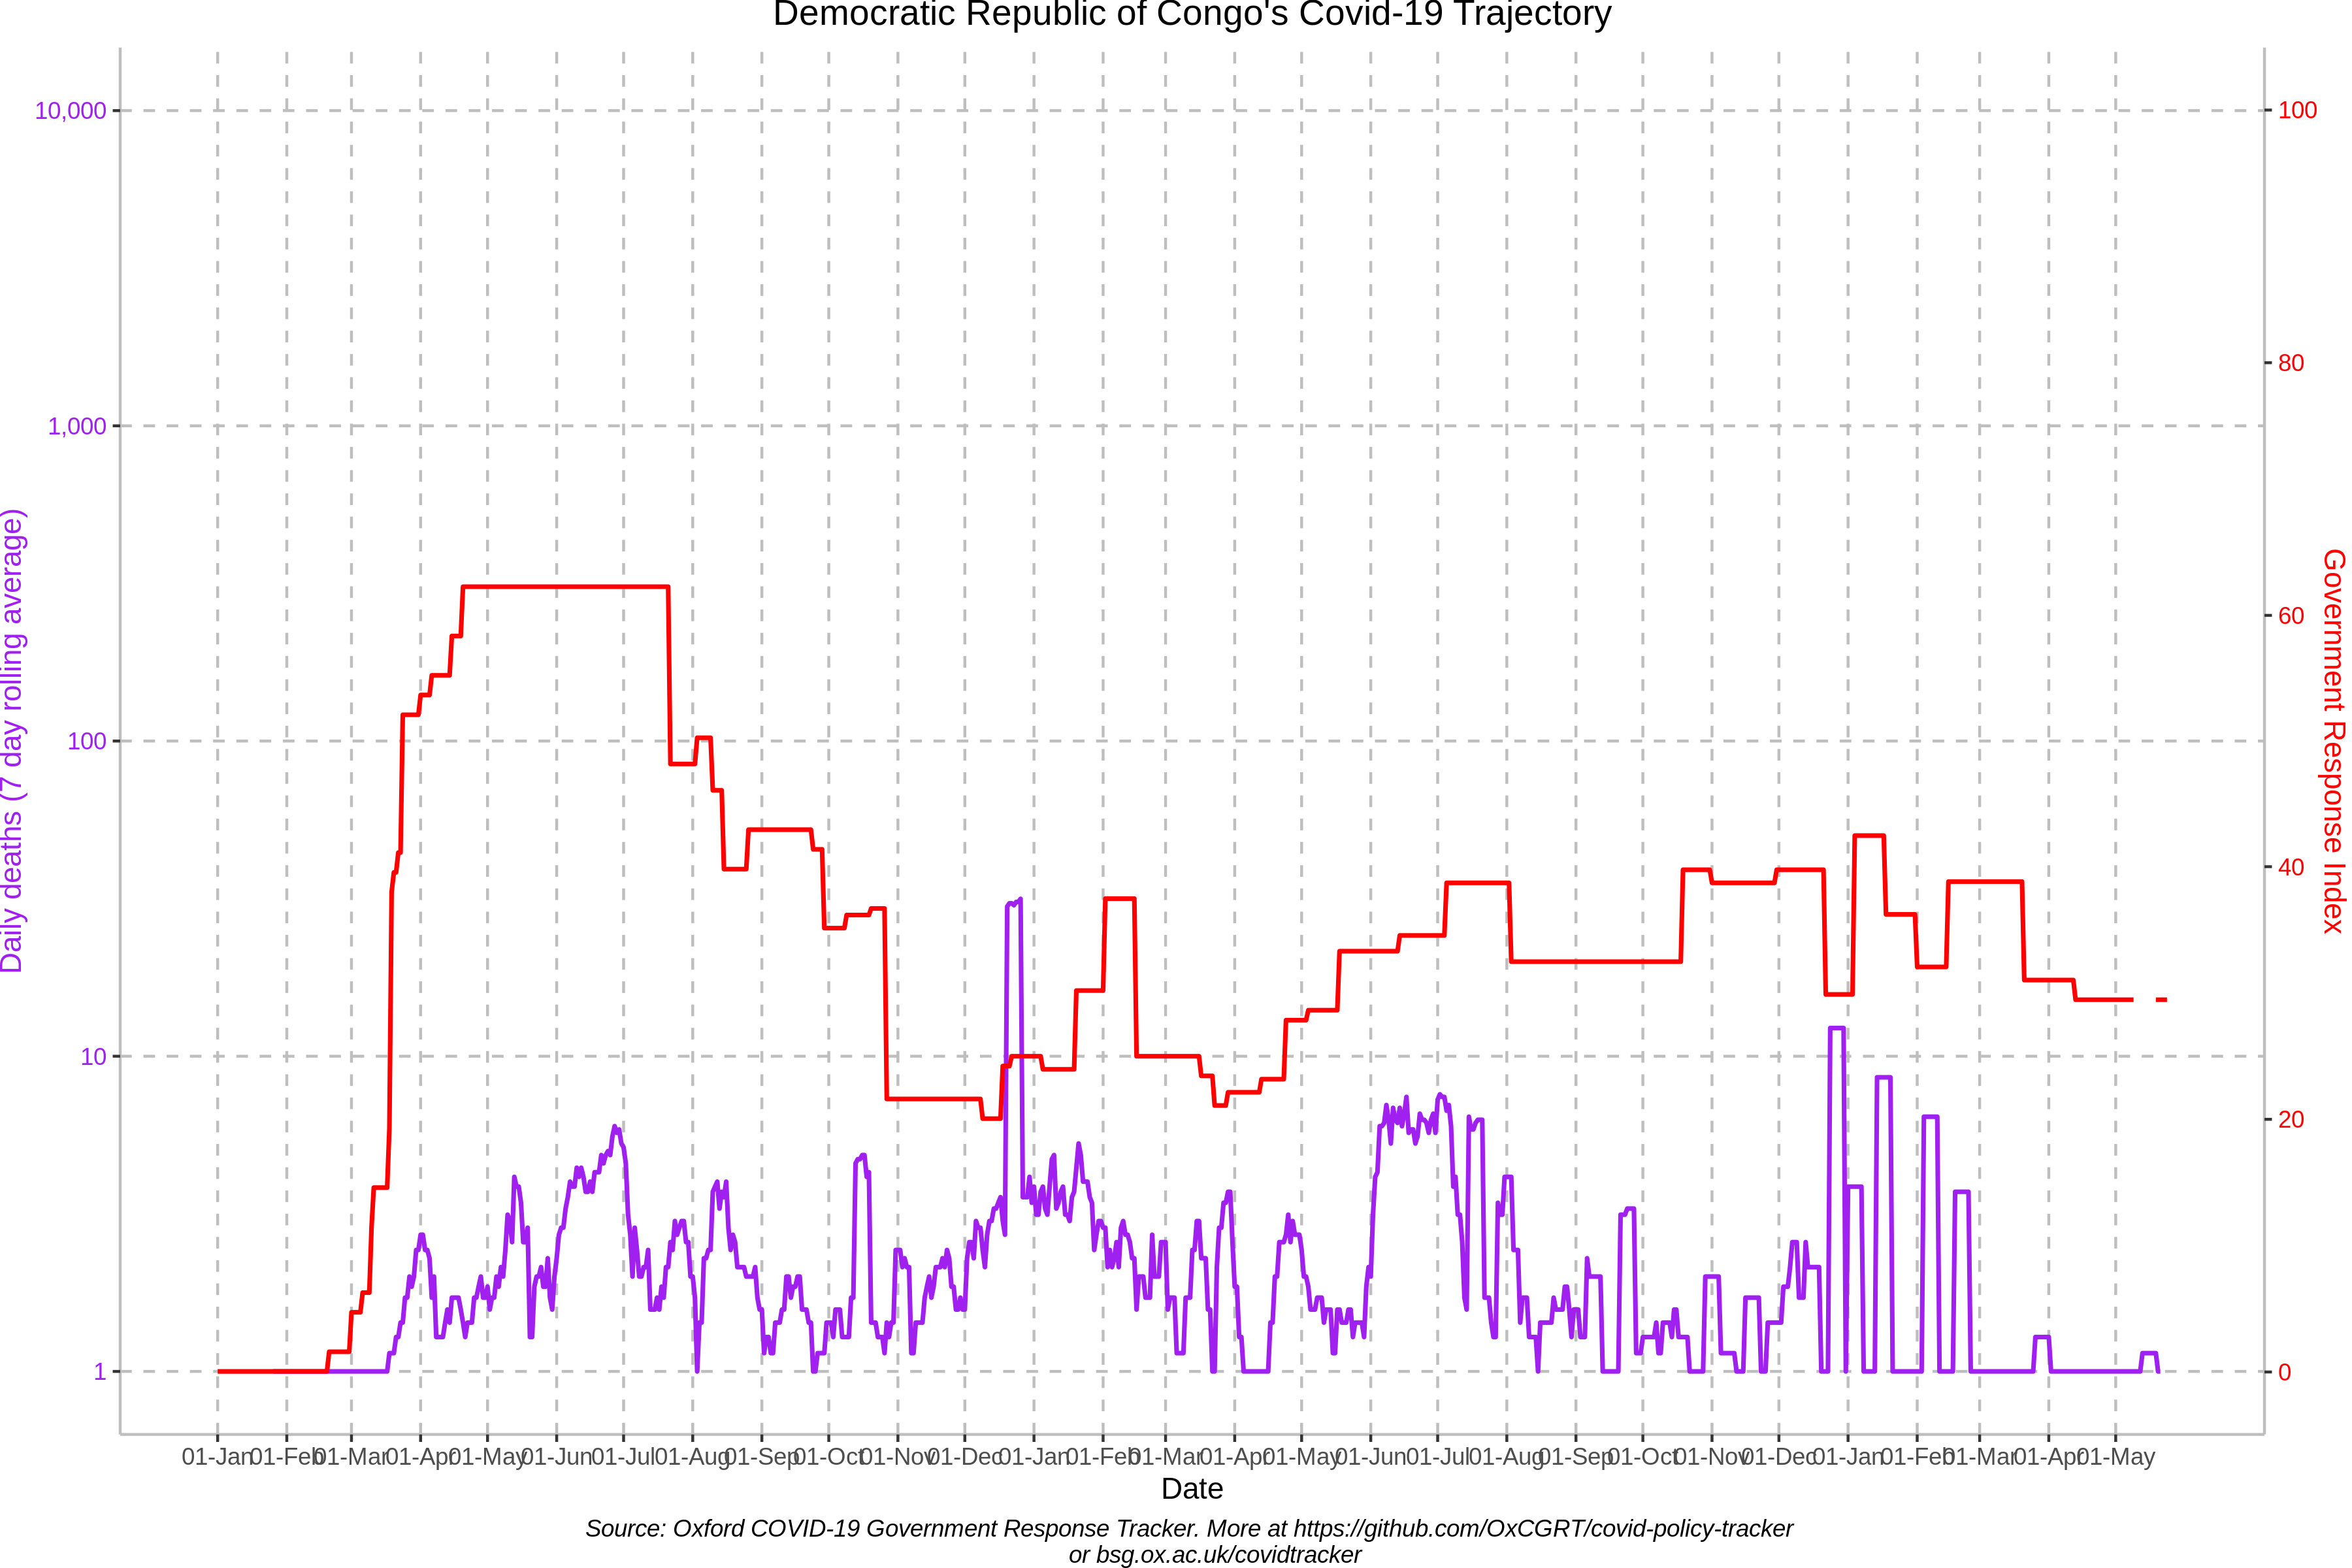 Democratic Republic of Congo's Covid-19 Trajectory
10,000
1,000
100
10
1
Daily deaths (7 day rolling average)
100
80
60
40
20
0
Government Response Index
01-Jan 01-Feb 01-Mar 01-Apr 01-May 01-Jun 01-Jul 01-Aug 01-Sep 01-Oct 01-Nov 01-Dec 01-Jan 01-Feb 01-Mar 01-Apr 01-May 01-Jun 01-Jul 01-Aug 01-Sep 01-Oct 01-Nov 01-Dec 01-Jan 01-Feb 01-Mar 01-Apr 01-May
Date
Source: Oxford COVID-19 Government Response Tracker. More at https://github.com/OxCGRT/covid-policy-tracker
or bsg.ox.ac.uk/covidtracker